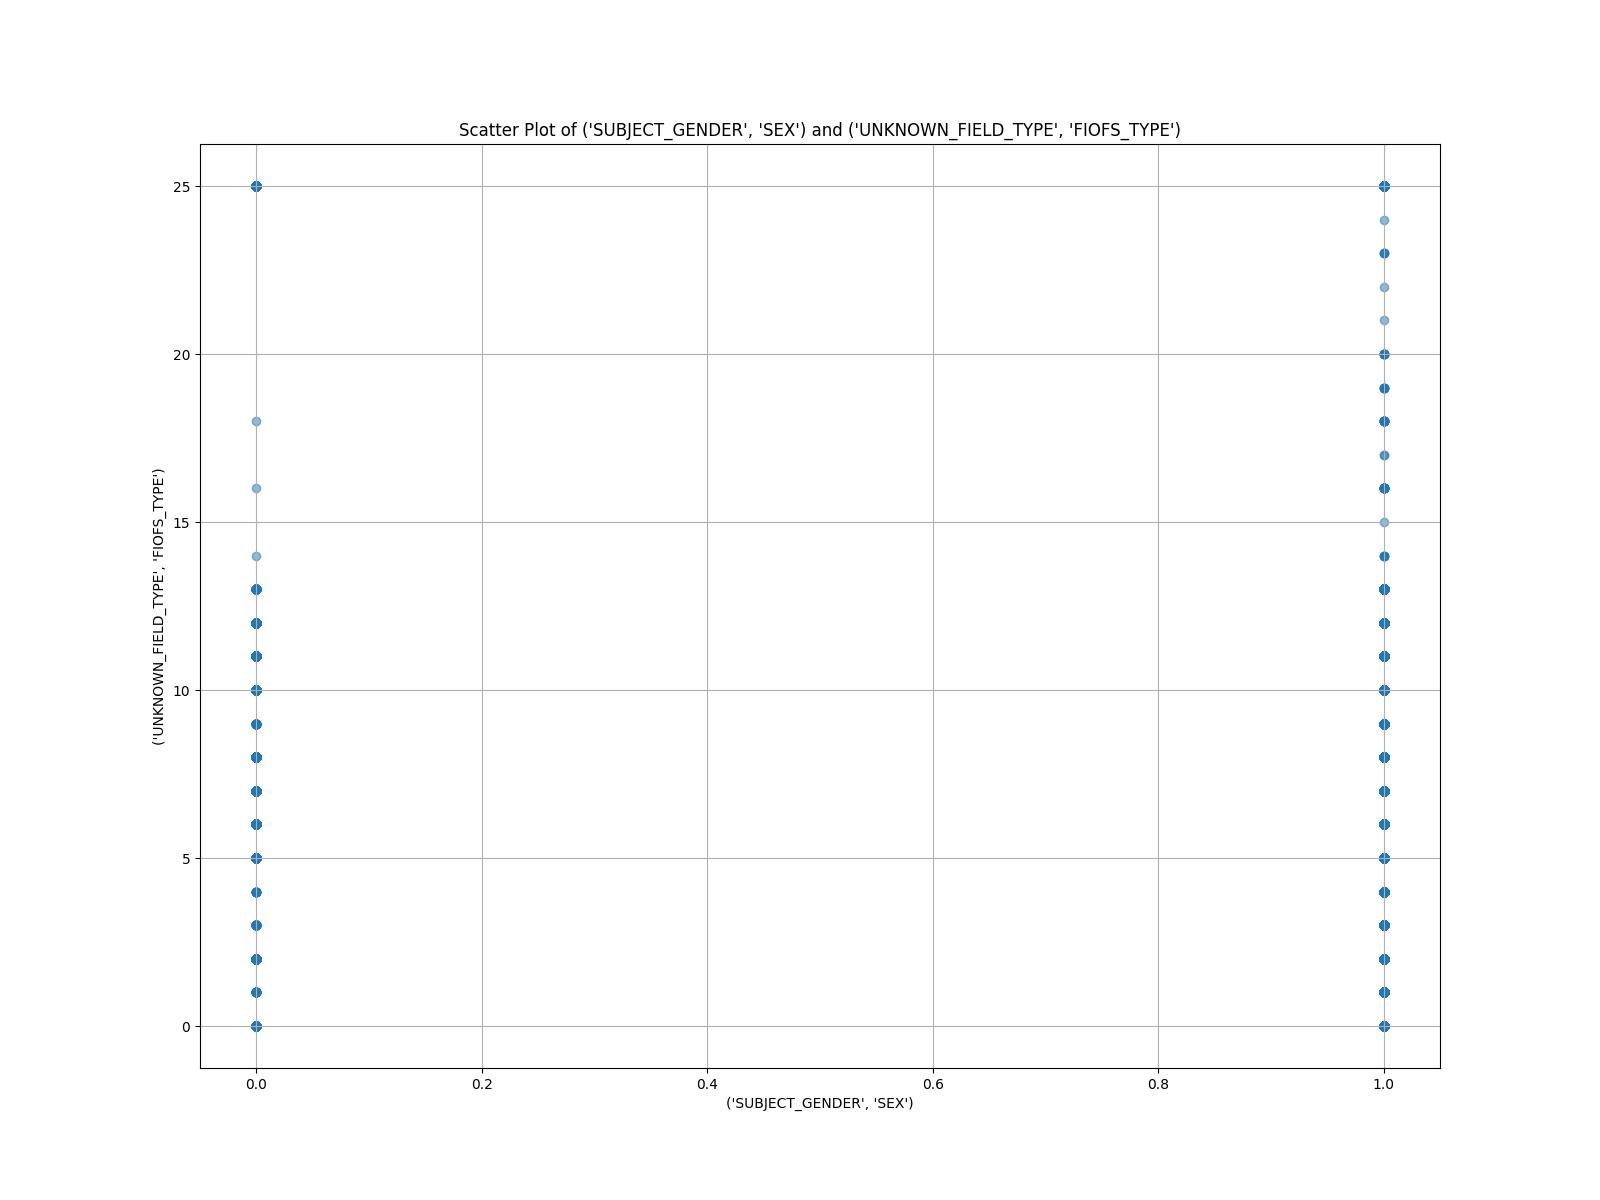 Scatter Plot of ('SUBJECT_GENDER', 'SEX') and ('UNKNOWN_FIELD_TYPE', 'FIOFS_TYPE')
('UNKNOWN_FIELD_TYPE', 'FIOFS_TYPE')
25
20
15
10
5
0
0.0 0.2 0.4 0.6 0.8 1.0
('SUBJECT_GENDER', 'SEX')